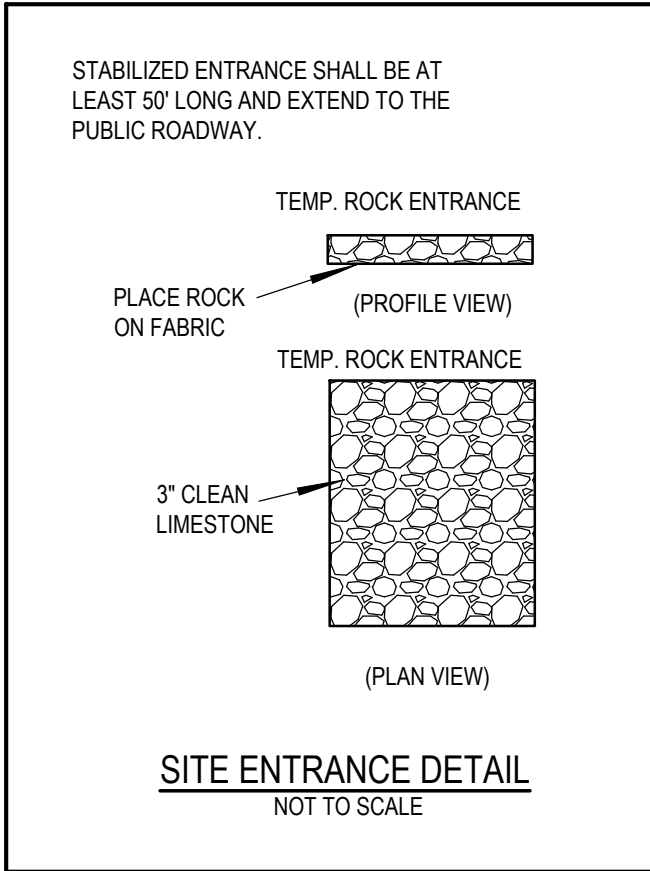 STABILIZED ENTRANCE SHALL BE AT
LEAST 50' LONG AND EXTEND TO THE
PUBLIC ROADWAY.
TEMP. ROCK ENTRANCE
PLACE ROCK
ON FABRIC
(PROFILE VIEW)
TEMP. ROCK ENTRANCE
3" CLEAN
LIMESTONE
(PLAN VIEW)
SITE ENTRANCE DETAIL
NOT TO SCALE